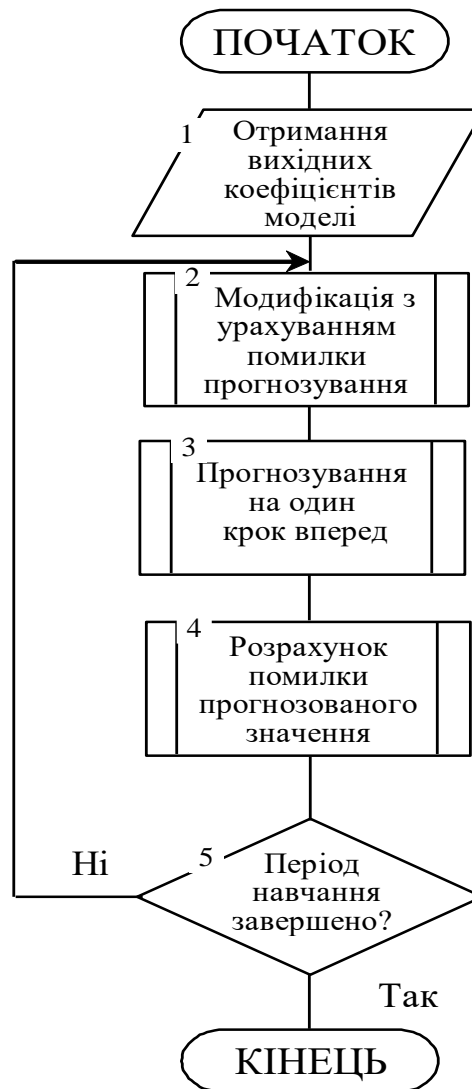 ПОЧАТОК
1
Отримання
вихідних
коефіцієнтів
моделі
2
Модифікація з
урахуванням
помилки
прогнозування
3
Прогнозування
на один
крок вперед
4
Розрахунок
помилки
прогнозованого
значення
5
Період
навчання
завершено?
Ні
Так
КІНЕЦЬ